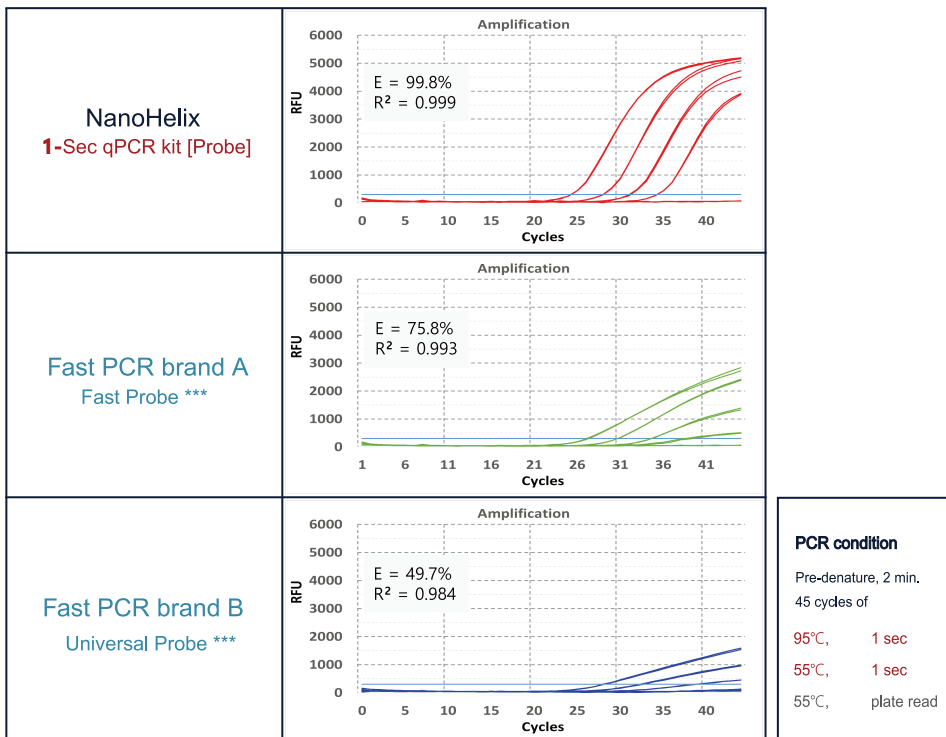 NanoHelix
1-Sec qPCR kit [Probe]
Amplification
6000
5000
4000
3000
2000
1000
0
RFU
E = 99.8%
R² = 0.999
0 5 10 15 20 25 31 35 40
Cycles
Fast PCR brand A
Fast Probe ***
Amplification
6000
5000
4000
3000
2000
1000
0
RFU
E = 75.8%
R² = 0.993
1 6 11 16 21 26 31 36 41
Cycles
Fast PCR brand B
Universal Probe ***
Amplification
6000
5000
4000
3000
2000
1000
0
RFU
E = 49.7%
R² = 0.984
0 5 11 15 20 25 30 35 40
Cycles
PCR condition
Pre-denature, 2 min.
45 cycles of
95℃, 1 sec
55℃, 1 sec
55℃, plate read